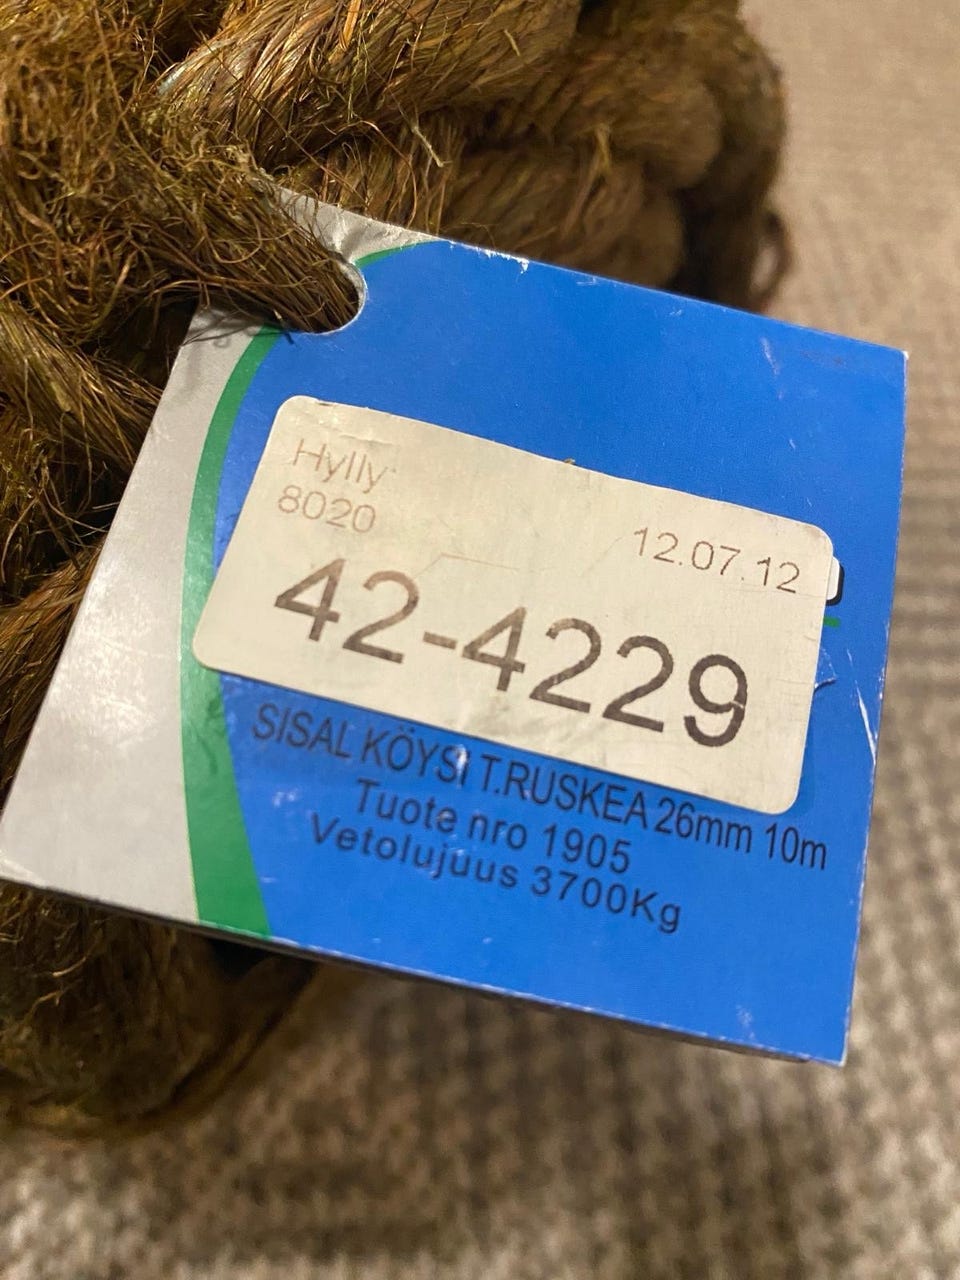 Hylly
8020
12.07.12
42-4229
SISAL KÖYSI T.RUSKEA 26mm 10m
Tuote nro 1905
Vetolujuus 3700Kg